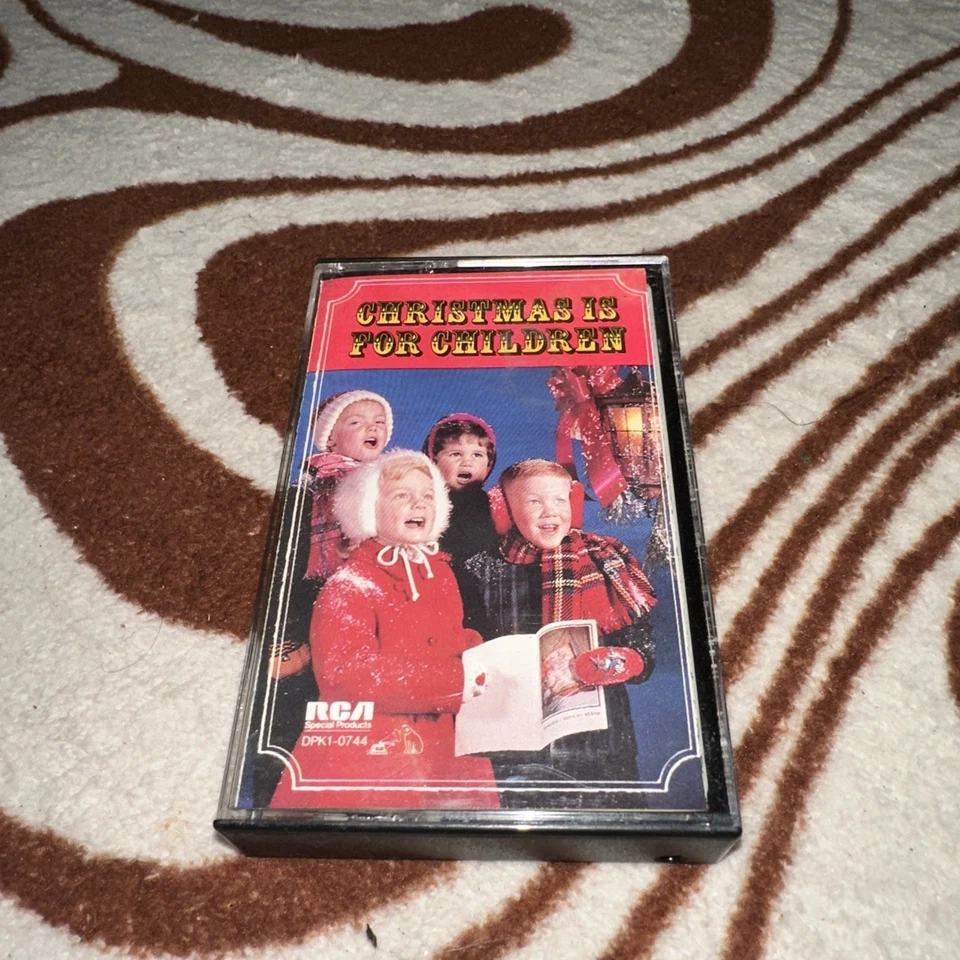 CHRISTMAS IS
FOR CHILDREN
RCA
Special Products
DPK1-0744